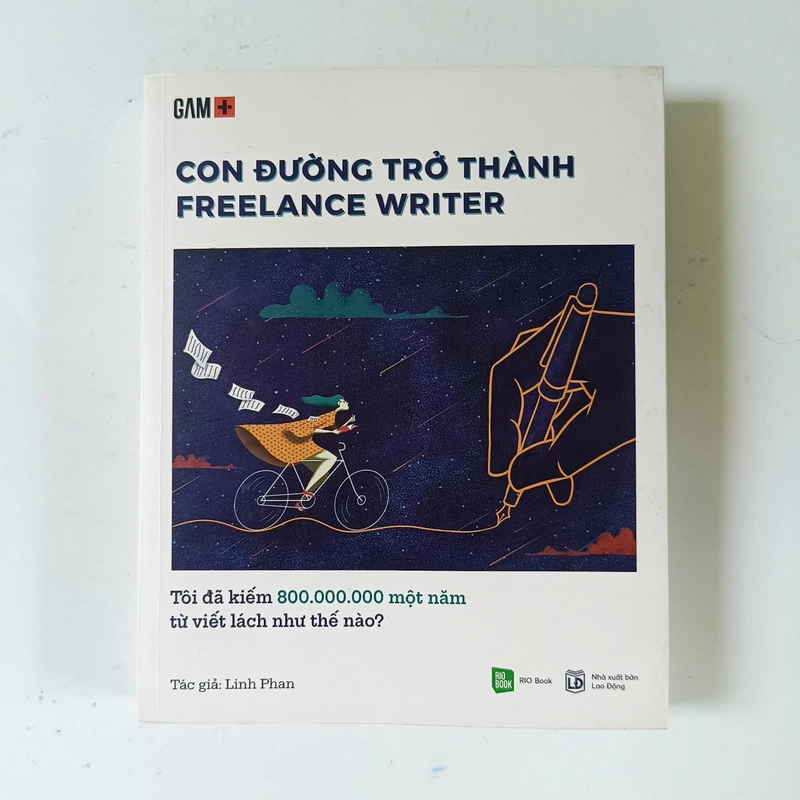 GAM+
CON ĐƯỜNG TRỞ THÀNH
FREELANCE WRITER
Tôi đã kiếm 800.000.000 một năm
từ viết lách như thế nào?
Tác giả: Linh Phan
RIO
BOOK
RIO Book
LĐ
Nhà xuất bản
Lao Động